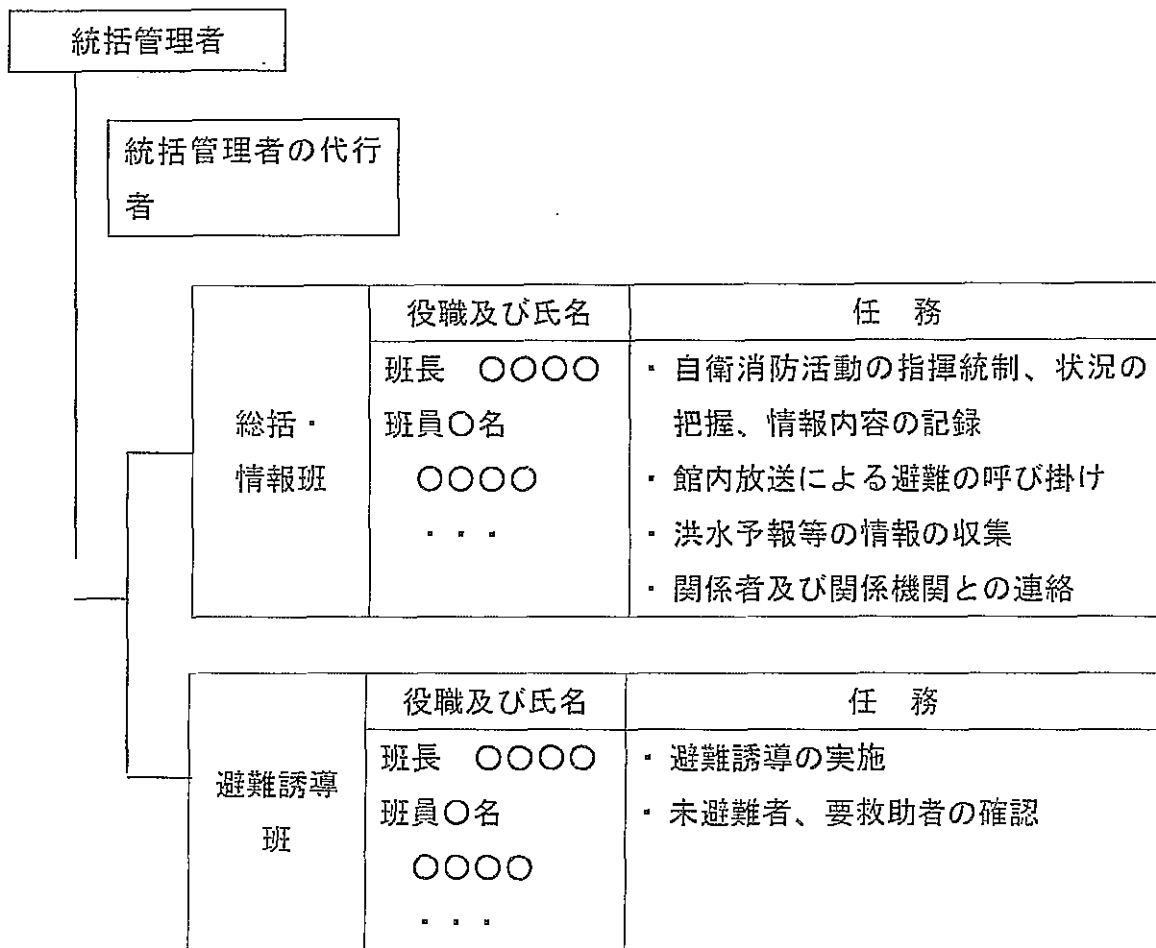 統括管理者
統括管理者の代行
者
役職及び氏名
任　務
総括・
情報班
班長　〇〇〇〇
班員〇名
〇〇〇〇
・・・
・自衛消防活動の指揮統制、状況の
把握、情報内容の記録
・館内放送による避難の呼び掛け
・洪水予報等の情報の収集
・関係者及び関係機関との連絡
役職及び氏名
任　務
避難誘導
班
班長　〇〇〇〇
班員〇名
〇〇〇〇
・・・
・避難誘導の実施
・未避難者、要救助者の確認